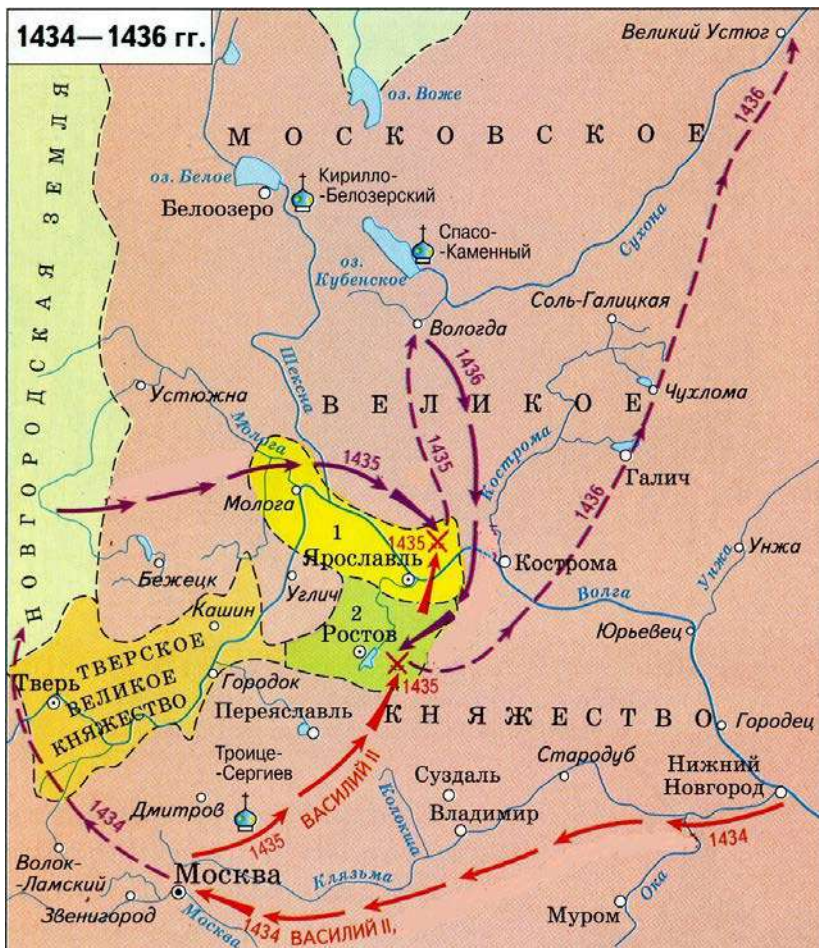 1434—1436 гг.
Великий Устюг
оз. Воже
1436
МОСКОВСКОЕ
НОВГОРОДСКАЯ ЗЕМЛЯ
оз. Белое
Кирилло-
-Белозерский
Белоозеро
Спасо-
-Каменный
Сухона
оз.
Кубенское
Соль-Галицкая
Вологда
Шексна
1436
Устюжна
ВЕЛИКОЕ
Чухлома
Молога
1435
1435
Кострома
Галич
Молога
1435
1436
1
Ярославль
Кострома
Унжа
Унжа
Бежецк
Углич
Волга
Кашин
2
Ростов
Юрьевец
ТВЕРСКОЕ
ВЕЛИКОЕ
КНЯЖЕСТВО
Тверь
Городок
1435
Переяславль
КНЯЖЕСТВО
Городец
Троице-
-Сергиев
Стародуб
Нижний
Новгород
Суздаль
Дмитров
1434
1435
ВАСИЛИЙ II
Колокша
Владимир
1434
Волок-
-Ламский
Москва
Клязьма
Звенигород
Москва
1434
ВАСИЛИЙ II,
Муром
Ока